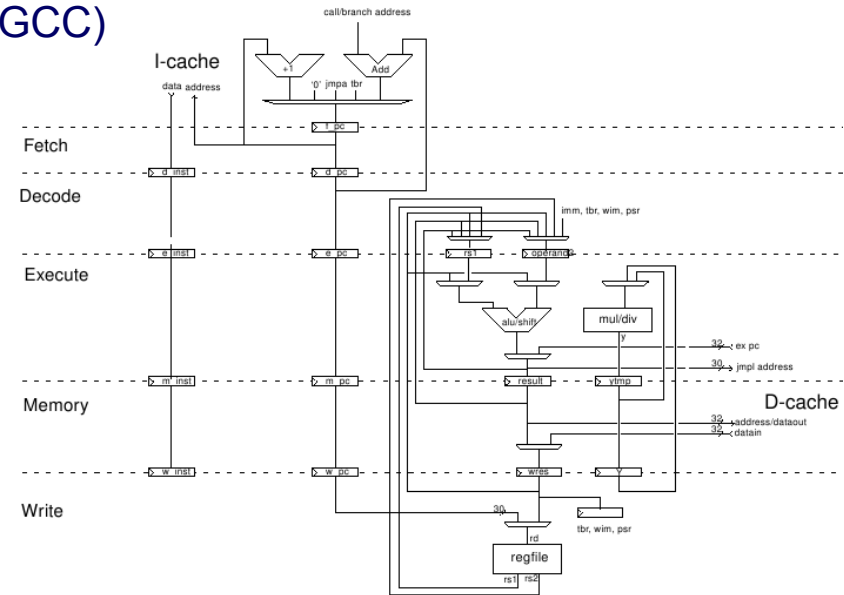 GCC)
call/branch address
I-cache
data address
+1
Add
'0' jmpa tbr
f_pc
Fetch
d_inst
d_pc
Decode
imm, tbr, wim, psr
e_inst
e_pc
rs1
operand2
Execute
alu/shift
mul/div
y
32
ex pc
30
jmpl address
m_inst
m_pc
result
ytmp
Memory
D-cache
32
address/dataout
32
datain
w_inst
w_pc
wres
Y
Write
30
tbr, wim, psr
rd
regfile
rs1 rs2